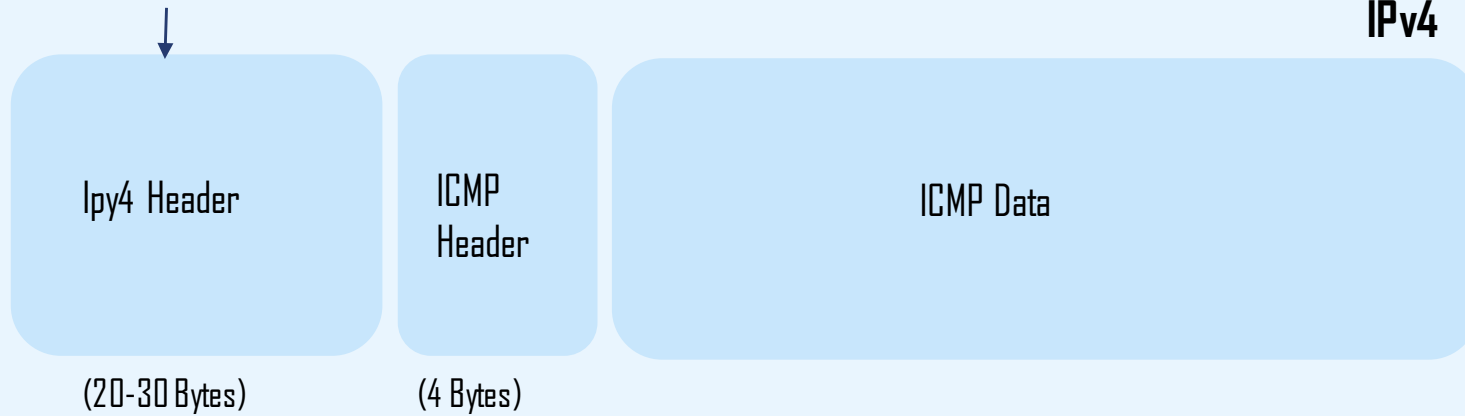 IPv4
Ipy4 Header
ICMP
Header
ICMP Data
(20-30 Bytes)
(4 Bytes)